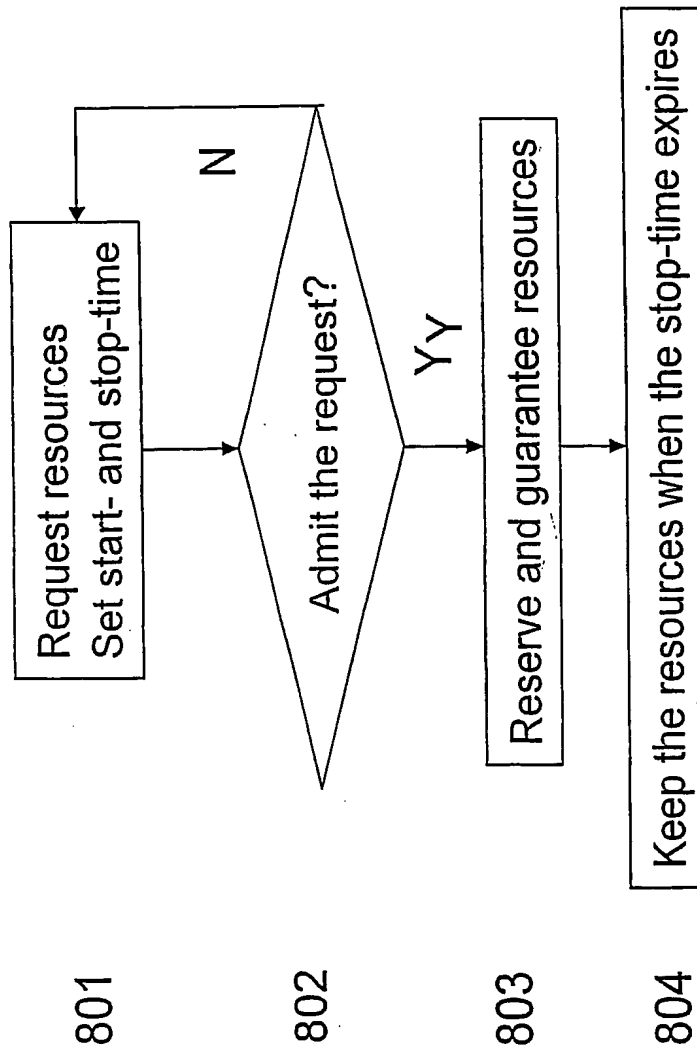 801
Request resources
Set start- and stop-time
N
802
Admit the request?
YY
803
Reserve and guarantee resources
804
Keep the resources when the stop-time expires